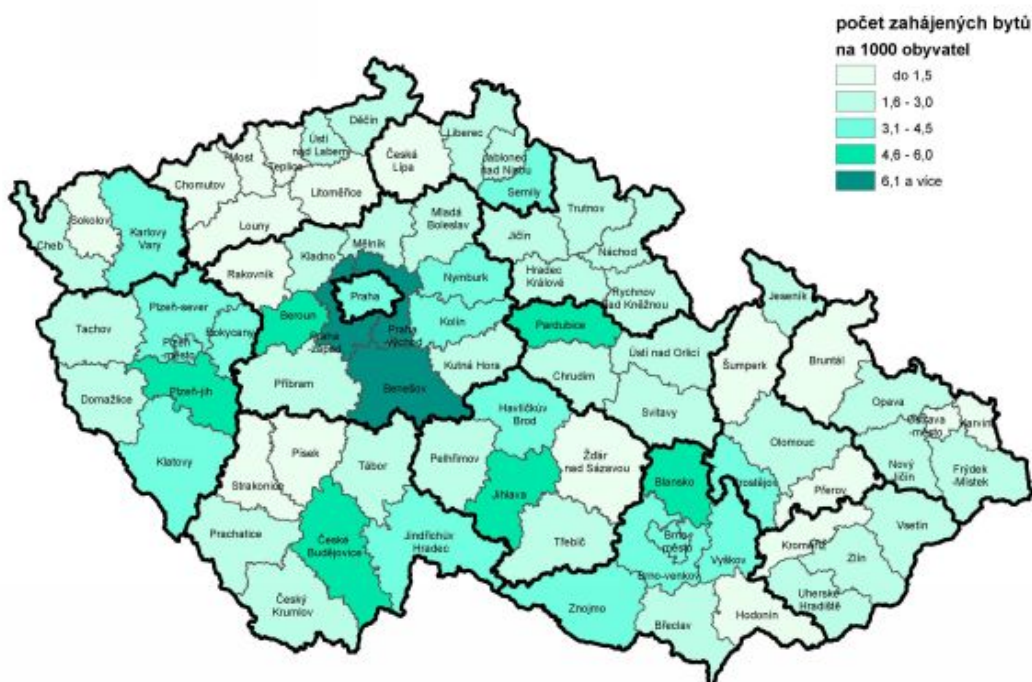 počet zahájených bytů
na 1000 obyvatel
do 1,5
1,6 - 3,0
3,1 - 4,5
4,6 - 6,0
6,1 a více
Děčín
Ústí
nad Labem
Liberec
Most
Teplice
Česká
Lípa
Jablonec
nad Nisou
Chomutov
Litoměřice
Semily
Sokolov
Karlovy
Vary
Louny
Mladá
Boleslav
Trutnov
Cheb
Mělník
Jičín
Náchod
Kladno
Rakovník
Nymburk
Hradec
Králové
Rychnov
nad Kněžnou
Praha
Jeseník
Plzeň-sever
Beroun
Kolín
Pardubice
Tachov
Rokycany
Praha
-západ
Praha
-východ
Plzeň
-město
Ústí nad Orlicí
Šumperk
Bruntál
Kutná Hora
Chrudim
Příbram
Benešov
Plzeň-jih
Domažlice
Opava
Svitavy
Havlíčkův
Brod
Ostrava
-město
Karviná
Olomouc
Klatovy
Písek
Tábor
Pelhřimov
Žďár
nad Sázavou
Nový
Jičín
Frýdek
-Místek
Strakonice
Jihlava
Blansko
Prostějov
Přerov
Vsetín
Prachatice
České
Budějovice
Jindřichův
Hradec
Třebíč
Brno
-město
Kroměříž
Zlín
Brno-venkov
Vyškov
Uherské
Hradiště
Český
Krumlov
Znojmo
Hodonín
Břeclav